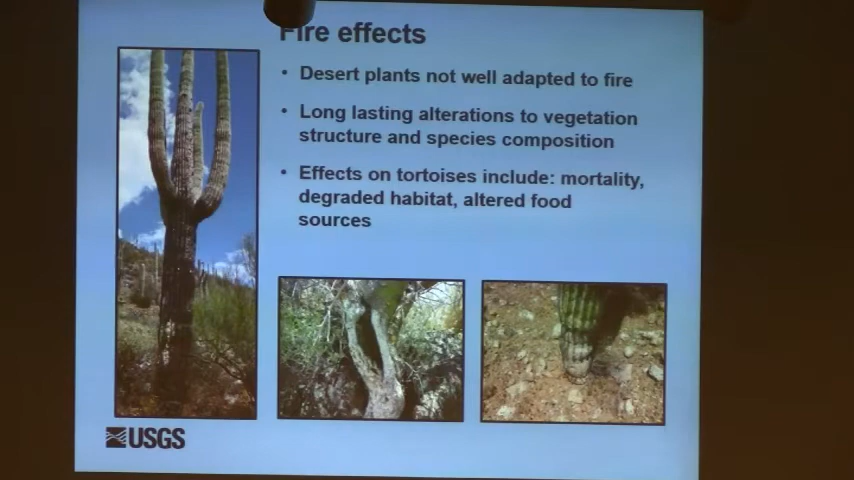 Fire effects
• Desert plants not well adapted to fire
• Long lasting alterations to vegetation
structure and species composition
• Effects on tortoises include: mortality,
degraded habitat, altered food
sources
USGS